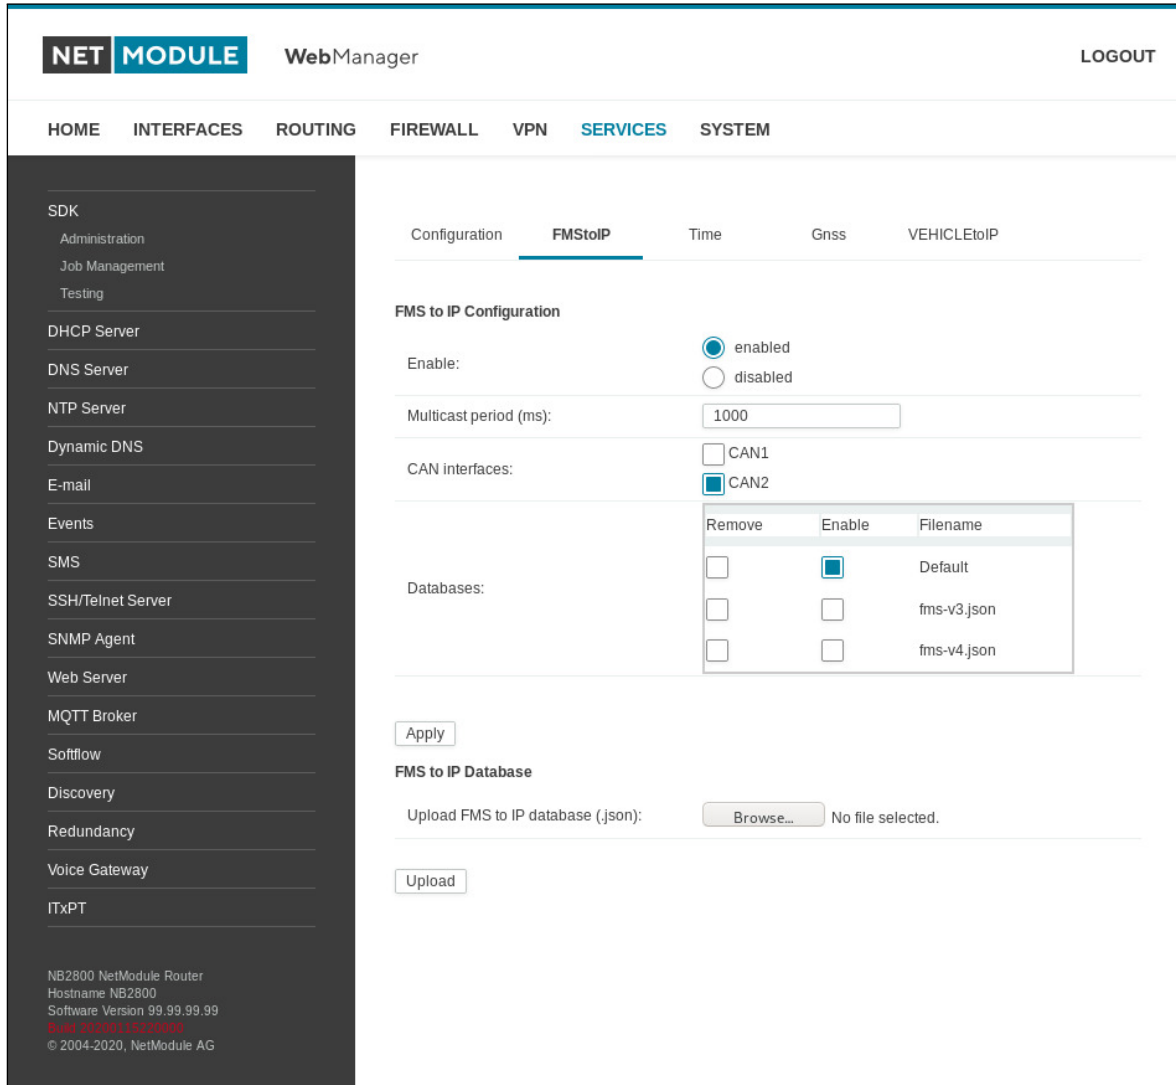 NET MODULE WebManager LOGOUT
HOME INTERFACES ROUTING FIREWALL VPN SERVICES SYSTEM
SDK
Administration
Job Management
Testing
DHCP Server
DNS Server
NTP Server
Dynamic DNS
E-mail
Events
SMS
SSH/Telnet Server
SNMP Agent
Web Server
MQTT Broker
Softflow
Discovery
Redundancy
Voice Gateway
ITxPT
NB2800 NetModule Router
Hostname NB2800
Software Version 99.99.99.99
Build
© 2004-2020, NetModule AG
Configuration FMStoIP Time Gnss VEHICLEtoIP
FMS to IP Configuration
Enable:
enabled
disabled
Multicast period (ms): 1000
CAN interfaces:
CAN1
CAN2
Databases:
Remove Enable Filename
Default
fms-v3.json
fms-v4.json
Apply
FMS to IP Database
Upload FMS to IP database (.json): Browse... No file selected.
Upload